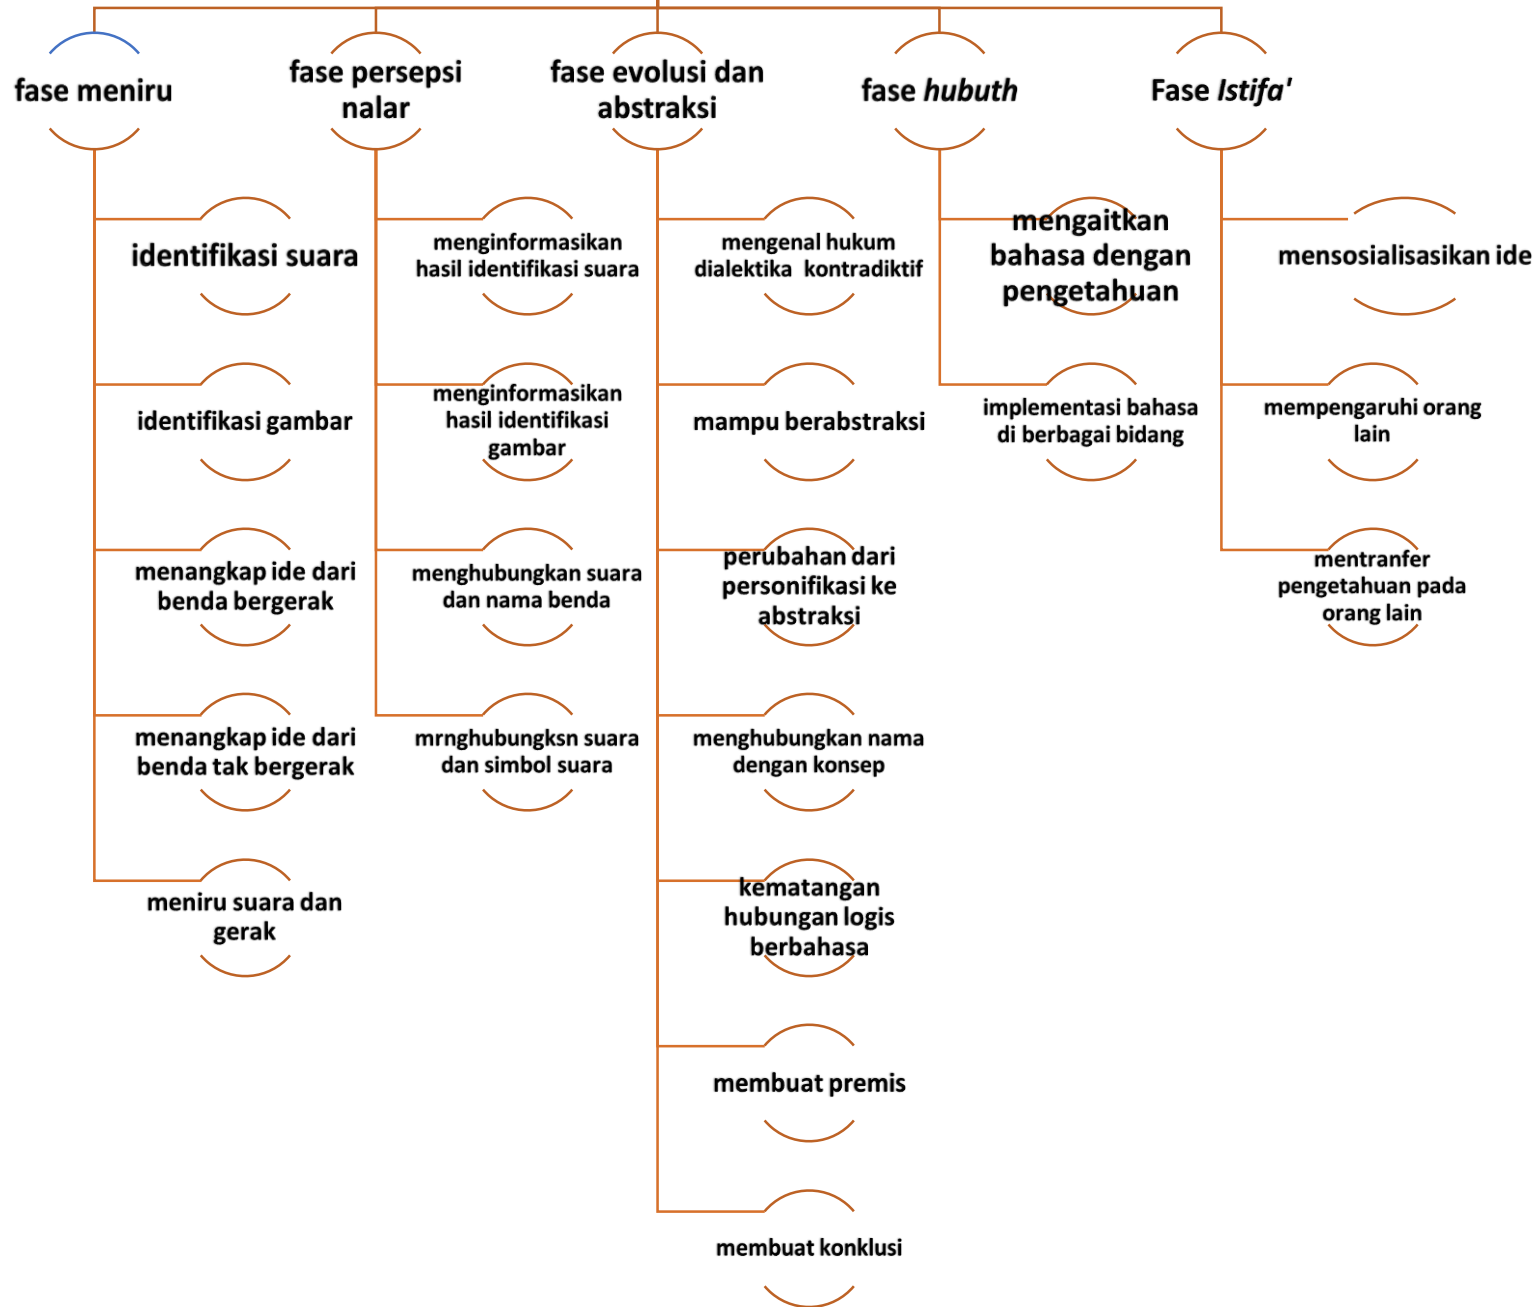 fase meniru
fase persepsi
nalar
fase evolusi dan
abstraksi
fase hubuth
Fase Istifa'
identifikasi suara
identifikasi gambar
menangkap ide dari
benda bergerak
menangkap ide dari
benda tak bergerak
meniru suara dan
gerak
menginformasikan
hasil identifikasi suara
menginformasikan
hasil identifikasi
gambar
menghubungkan suara
dan nama benda
mrnghubungksn suara
dan simbol suara
mengenal hukum
dialektika kontradiktif
mampu berabstraksi
perubahan dari
personifikasi ke
abstraksi
menghubungkan nama
dengan konsep
kematangan
hubungan logis
berbahasa
membuat premis
membuat konklusi
mengaitkan
bahasa dengan
pengetahuan
implementasi bahasa
di berbagai bidang
mensosialisasikan ide
mempengaruhi orang
lain
mentranfer
pengetahuan pada
orang lain